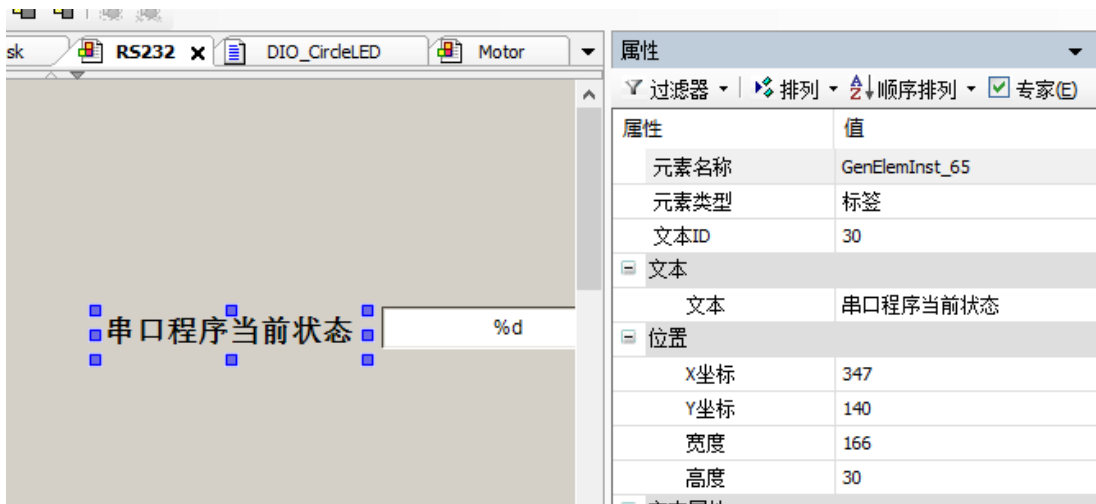 sk RS232 DIO_CircleLED Motor
属性
过滤器 排列 顺序排列 专家(E)
属性 值
元素名称 GenElemInst_65
元素类型 标签
文本ID 30
文本
文本 串口程序当前状态
位置
X坐标 347
Y坐标 140
宽度 166
高度 30
串口程序当前状态 %d